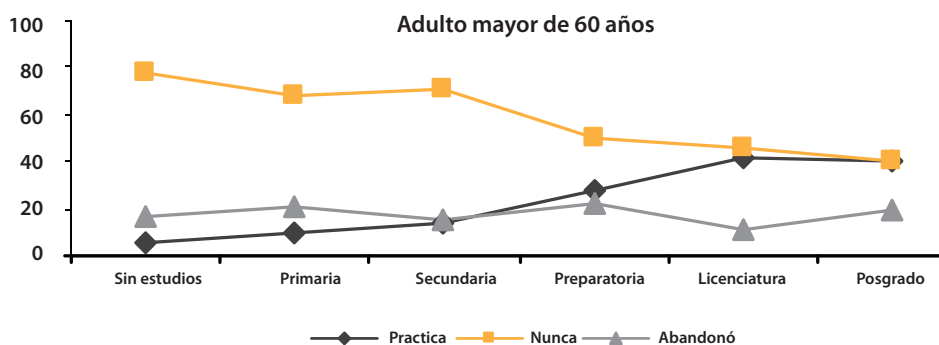 Adulto mayor de 60 años
100
80
60
40
20
0
Sin estudios Primaria Secundaria Preparatoria Licenciatura Posgrado
Practica Nunca Abandonó